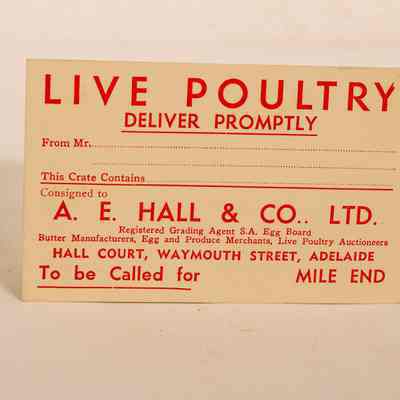 LIVE POULTRY
DELIVER PROMPTLY
From Mr.
This Crate Contains
Consigned to
A. E. HALL & CO.. LTD.
Registered Grading Agent S.A. Egg Board
Butter Manufacturers, Egg and Produce Merchants, Live Poultry Auctioneers
HALL COURT, WAYMOUTH STREET, ADELAIDE
To be Called for MILE END